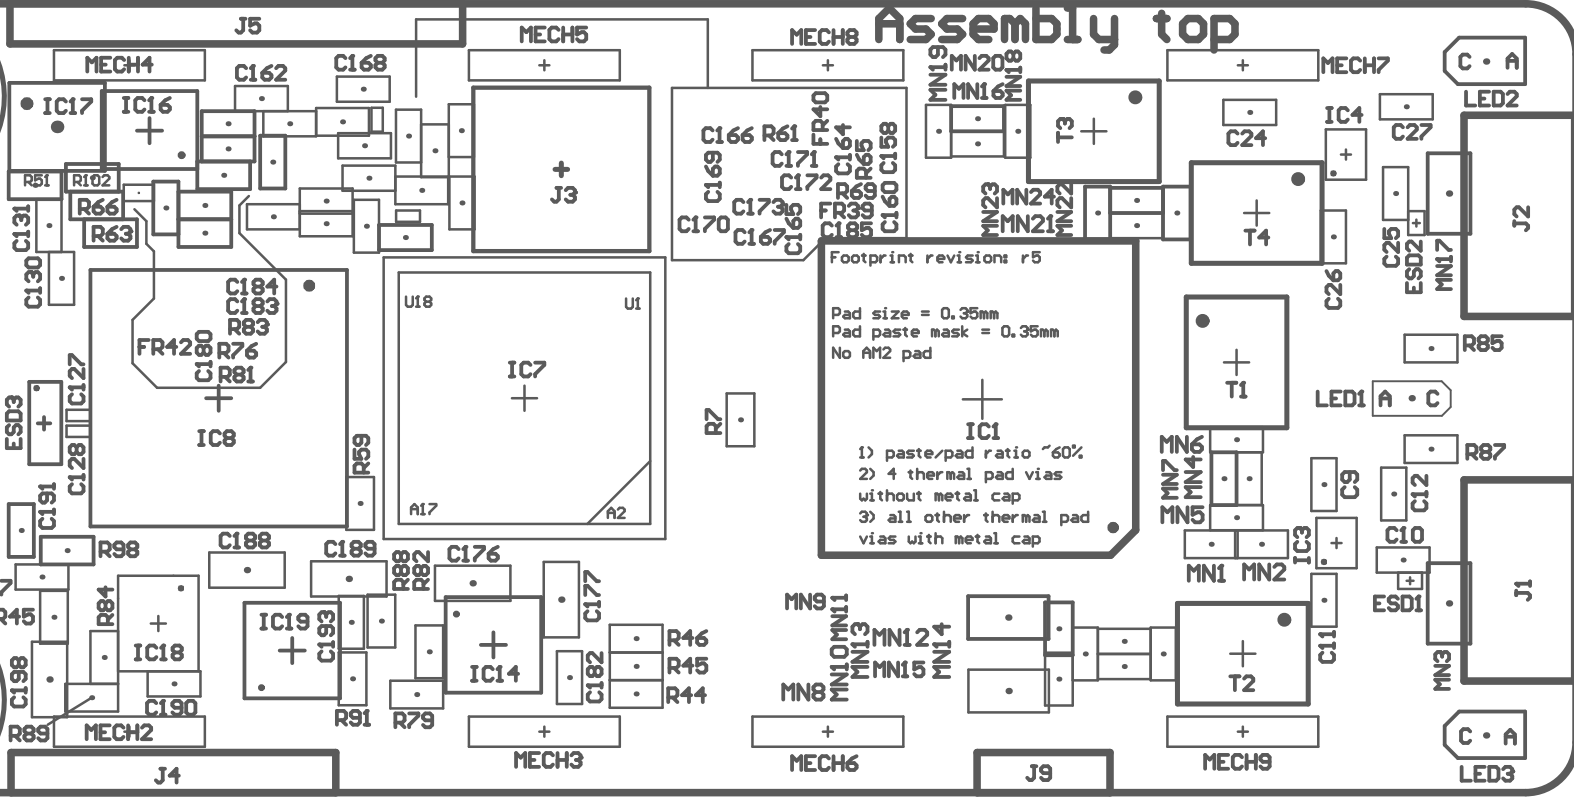 Assembly top
J5
MECH4
C162
C168
MECH5
MECH8
MN19
MN20
MN18
MN16
MECH7
C A
LED2
IC17
IC16
C166
R61
FR40
C164
R65
C158
C169
C171
C172
R69
C173
FR39
C160
C170
C167
C165
C185
T3
C24
IC4
C27
R51
R102
R66
R63
C131
C130
J3
MN23
MN24
MN22
MN21
T4
C26
C25
ESD2
MN17
J2
Footprint revision: r5
Pad size = 0.35mm
Pad paste mask = 0.35mm
No AM2 pad
IC1
1) paste/pad ratio ~60%
2) 4 thermal pad vias
without metal cap
3) all other thermal pad
vias with metal cap
C184
C183
R83
FR42
C180
R76
R81
IC8
C127
ESD3
C128
R59
U18
U1
IC7
A17
A2
R7
T1
R85
LED1
A C
R87
MN6
MN7
MN4
MN5
C9
C12
MN1
MN2
IC3
C10
ESD1
C11
MN3
J1
C191
R98
C188
C189
R88
R82
C176
C177
7
R45
R84
IC18
C198
C190
R89
MECH2
IC19
C193
R91
R79
IC14
C182
R46
R45
R44
MECH3
MN9
MN11
MN10
MN13
MN12
MN15
MN14
MN8
MECH6
T2
MECH9
C A
LED3
J4
J9